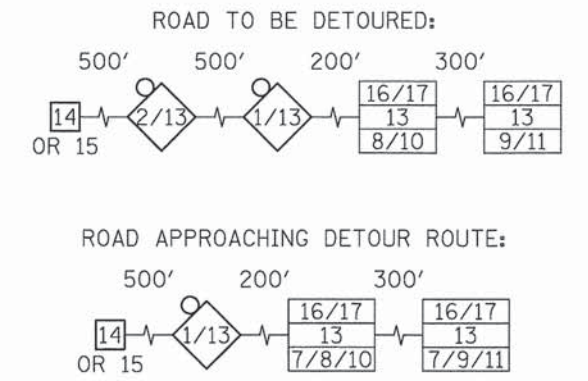 ROAD TO BE DETOURED:
500' 500' 200' 300'
14 2/13 1/13 16/17 16/17
13 13
8/10 9/11
OR 15
ROAD APPROACHING DETOUR ROUTE:
500' 200' 300'
14 1/13 16/17 16/17
13 13
7/8/10 7/9/11
OR 15